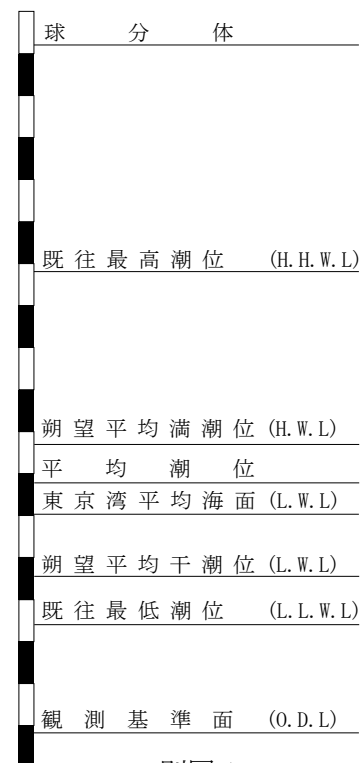 球分体
既往最高潮位 (H.H.W.L)
朔望平均満潮位 (H.W.L)
平均潮位
東京湾平均海面 (L.W.L)
朔望平均干潮位 (L.W.L)
既往最低潮位 (L.L.W.L)
観測基準面 (O.D.L)